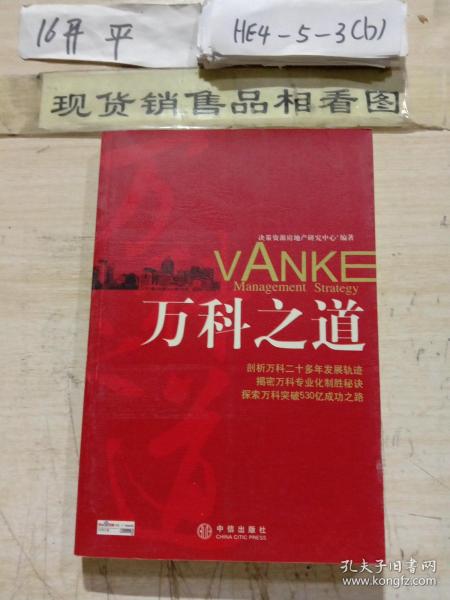 16开 平
HE4-5-3(b)
现货销售品相看图
决策资源房地产研究中心 编著
VANKE
Management Strategy
万科之道
剖析万科二十多年发展轨迹
揭密万科专业化制胜秘诀
探索万科突破530亿成功之路
中信出版社
CHINA CITIC PRESS
孔夫子旧书网
www.kongfz.com